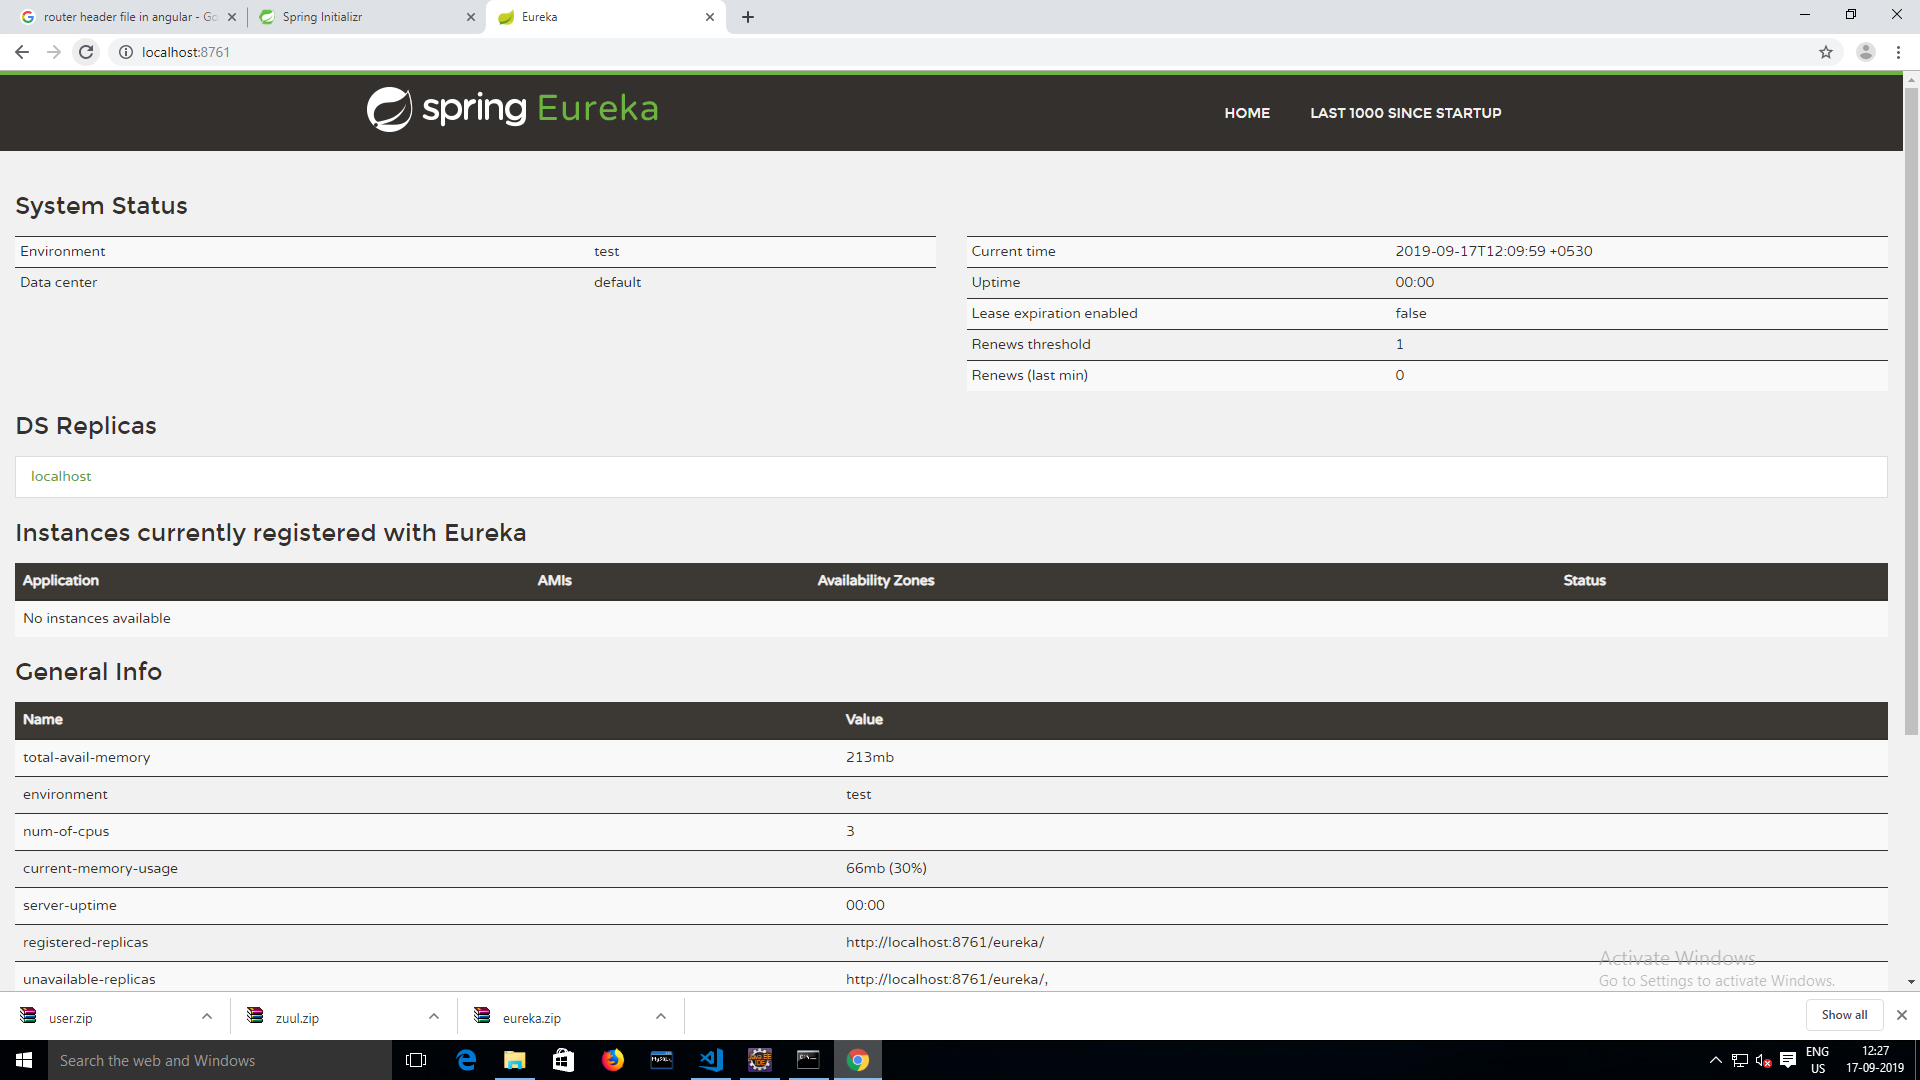 router header file in angular - Go
Spring Initializr
Eureka
localhost:8761
spring Eureka
HOME
LAST 1000 SINCE STARTUP
System Status
Environment test
Data center default
Current time 2019-09-17T12:09:59 +0530
Uptime 00:00
Lease expiration enabled false
Renews threshold 1
Renews (last min) 0
DS Replicas
localhost
Instances currently registered with Eureka
Application AMIs Availability Zones Status
No instances available
General Info
Name Value
total-avail-memory 213mb
environment test
num-of-cpus 3
current-memory-usage 66mb (30%)
server-uptime 00:00
registered-replicas http://localhost:8761/eureka/
unavailable-replicas http://localhost:8761/eureka/,
Activate Windows
Go to Settings to activate Windows.
user.zip
zuul.zip
eureka.zip
Show all
Search the web and Windows
ENG
US
12:27
17-09-2019